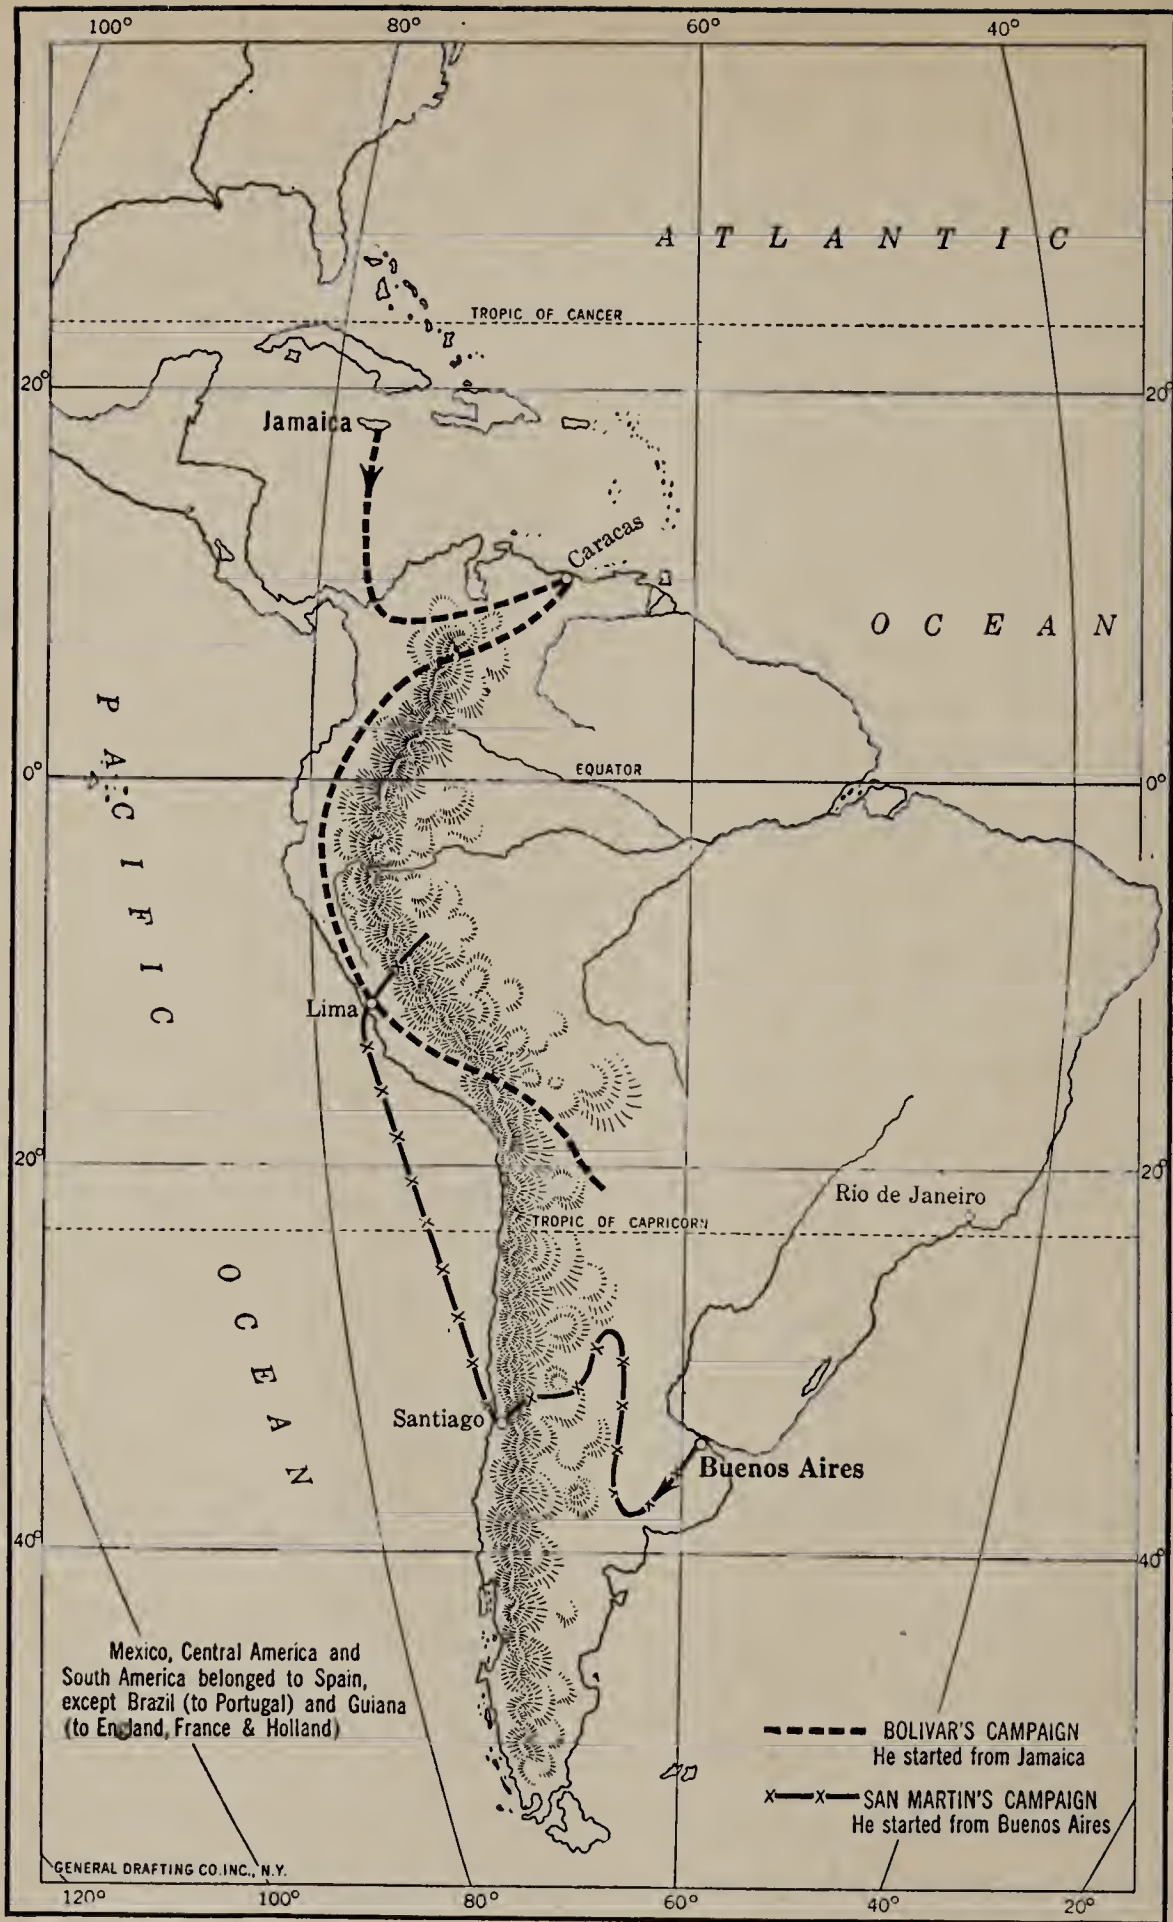 100° 80° 60° 40°
ATLANTIC
TROPIC OF CANCER
20° 20°
Jamaica
Caracas
OCEAN
PACIFIC
EQUATOR
0° 0°
Lima
20° 20°
Rio de Janeiro
TROPIC OF CAPRICORN
OCEAN
Santiago
Buenos Aires
40° 40°
Mexico, Central America and
South America belonged to Spain,
except Brazil (to Portugal) and Guiana
(to England, France & Holland)
BOLIVAR'S CAMPAIGN
He started from Jamaica
SAN MARTIN'S CAMPAIGN
He started from Buenos Aires
GENERAL DRAFTING CO. INC., N.Y.
120° 100° 80° 60° 40° 20°